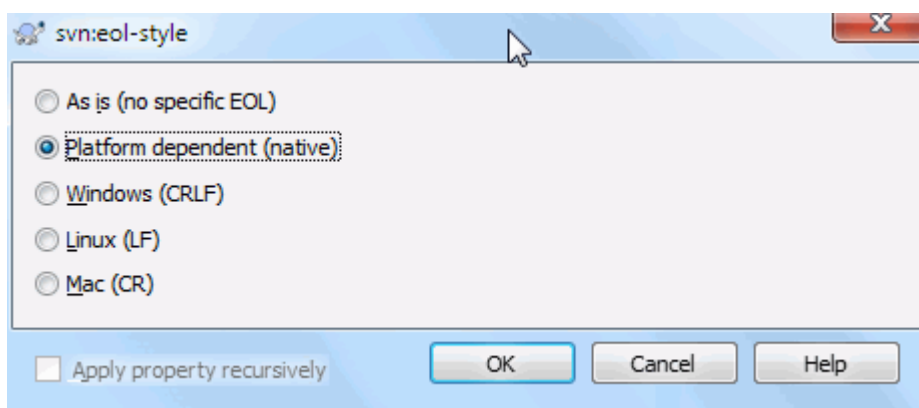 svn:eol-style
As is (no specific EOL)
Platform dependent (native)
Windows (CRLF)
Linux (LF)
Mac (CR)
Apply property recursively
OK
Cancel
Help